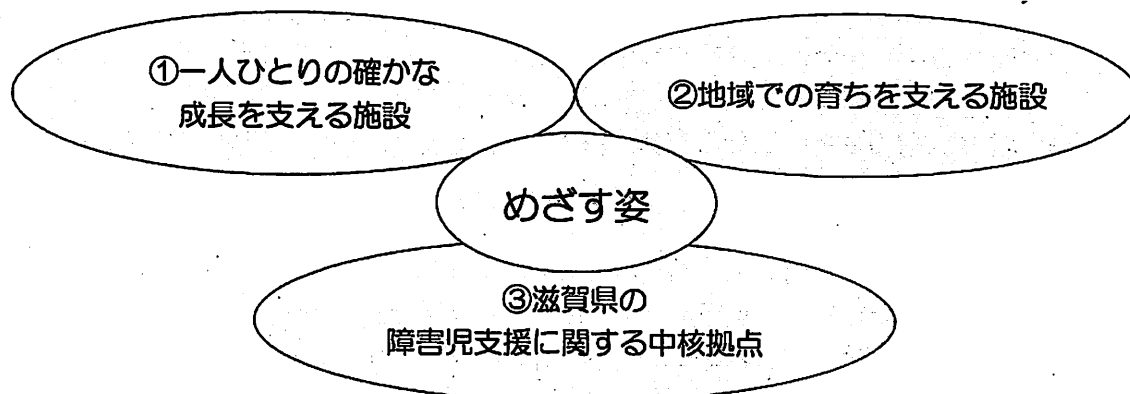 ①一人ひとりの確かな
成長を支える施設
②地域での育ちを支える施設
めざす姿
③滋賀県の
障害児支援に関する中核拠点